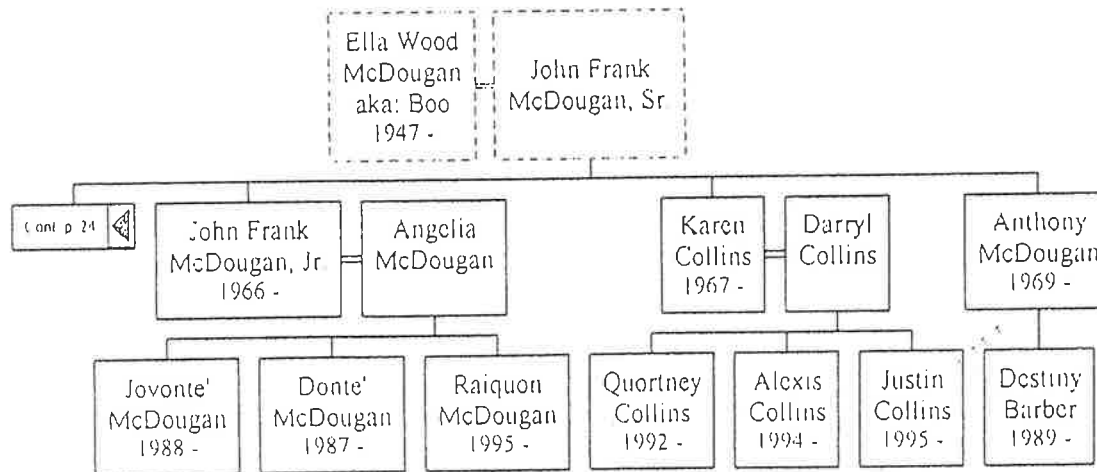 Ella Wood
McDougan
aka: Boo
1947 -
John Frank
McDougan, Sr
Cont p 24
John Frank
McDougan, Jr.
1966 -
Angelia
McDougan
Karen
Collins
1967 -
Darryl
Collins
Anthony
McDougan
1969 -
Jovonte'
McDougan
1988 -
Donte'
McDougan
1987 -
Raiquon
McDougan
1995 -
Quortney
Collins
1992 -
Alexis
Collins
1994 -
Justin
Collins
1995 -
Destiny
Barber
1989 -